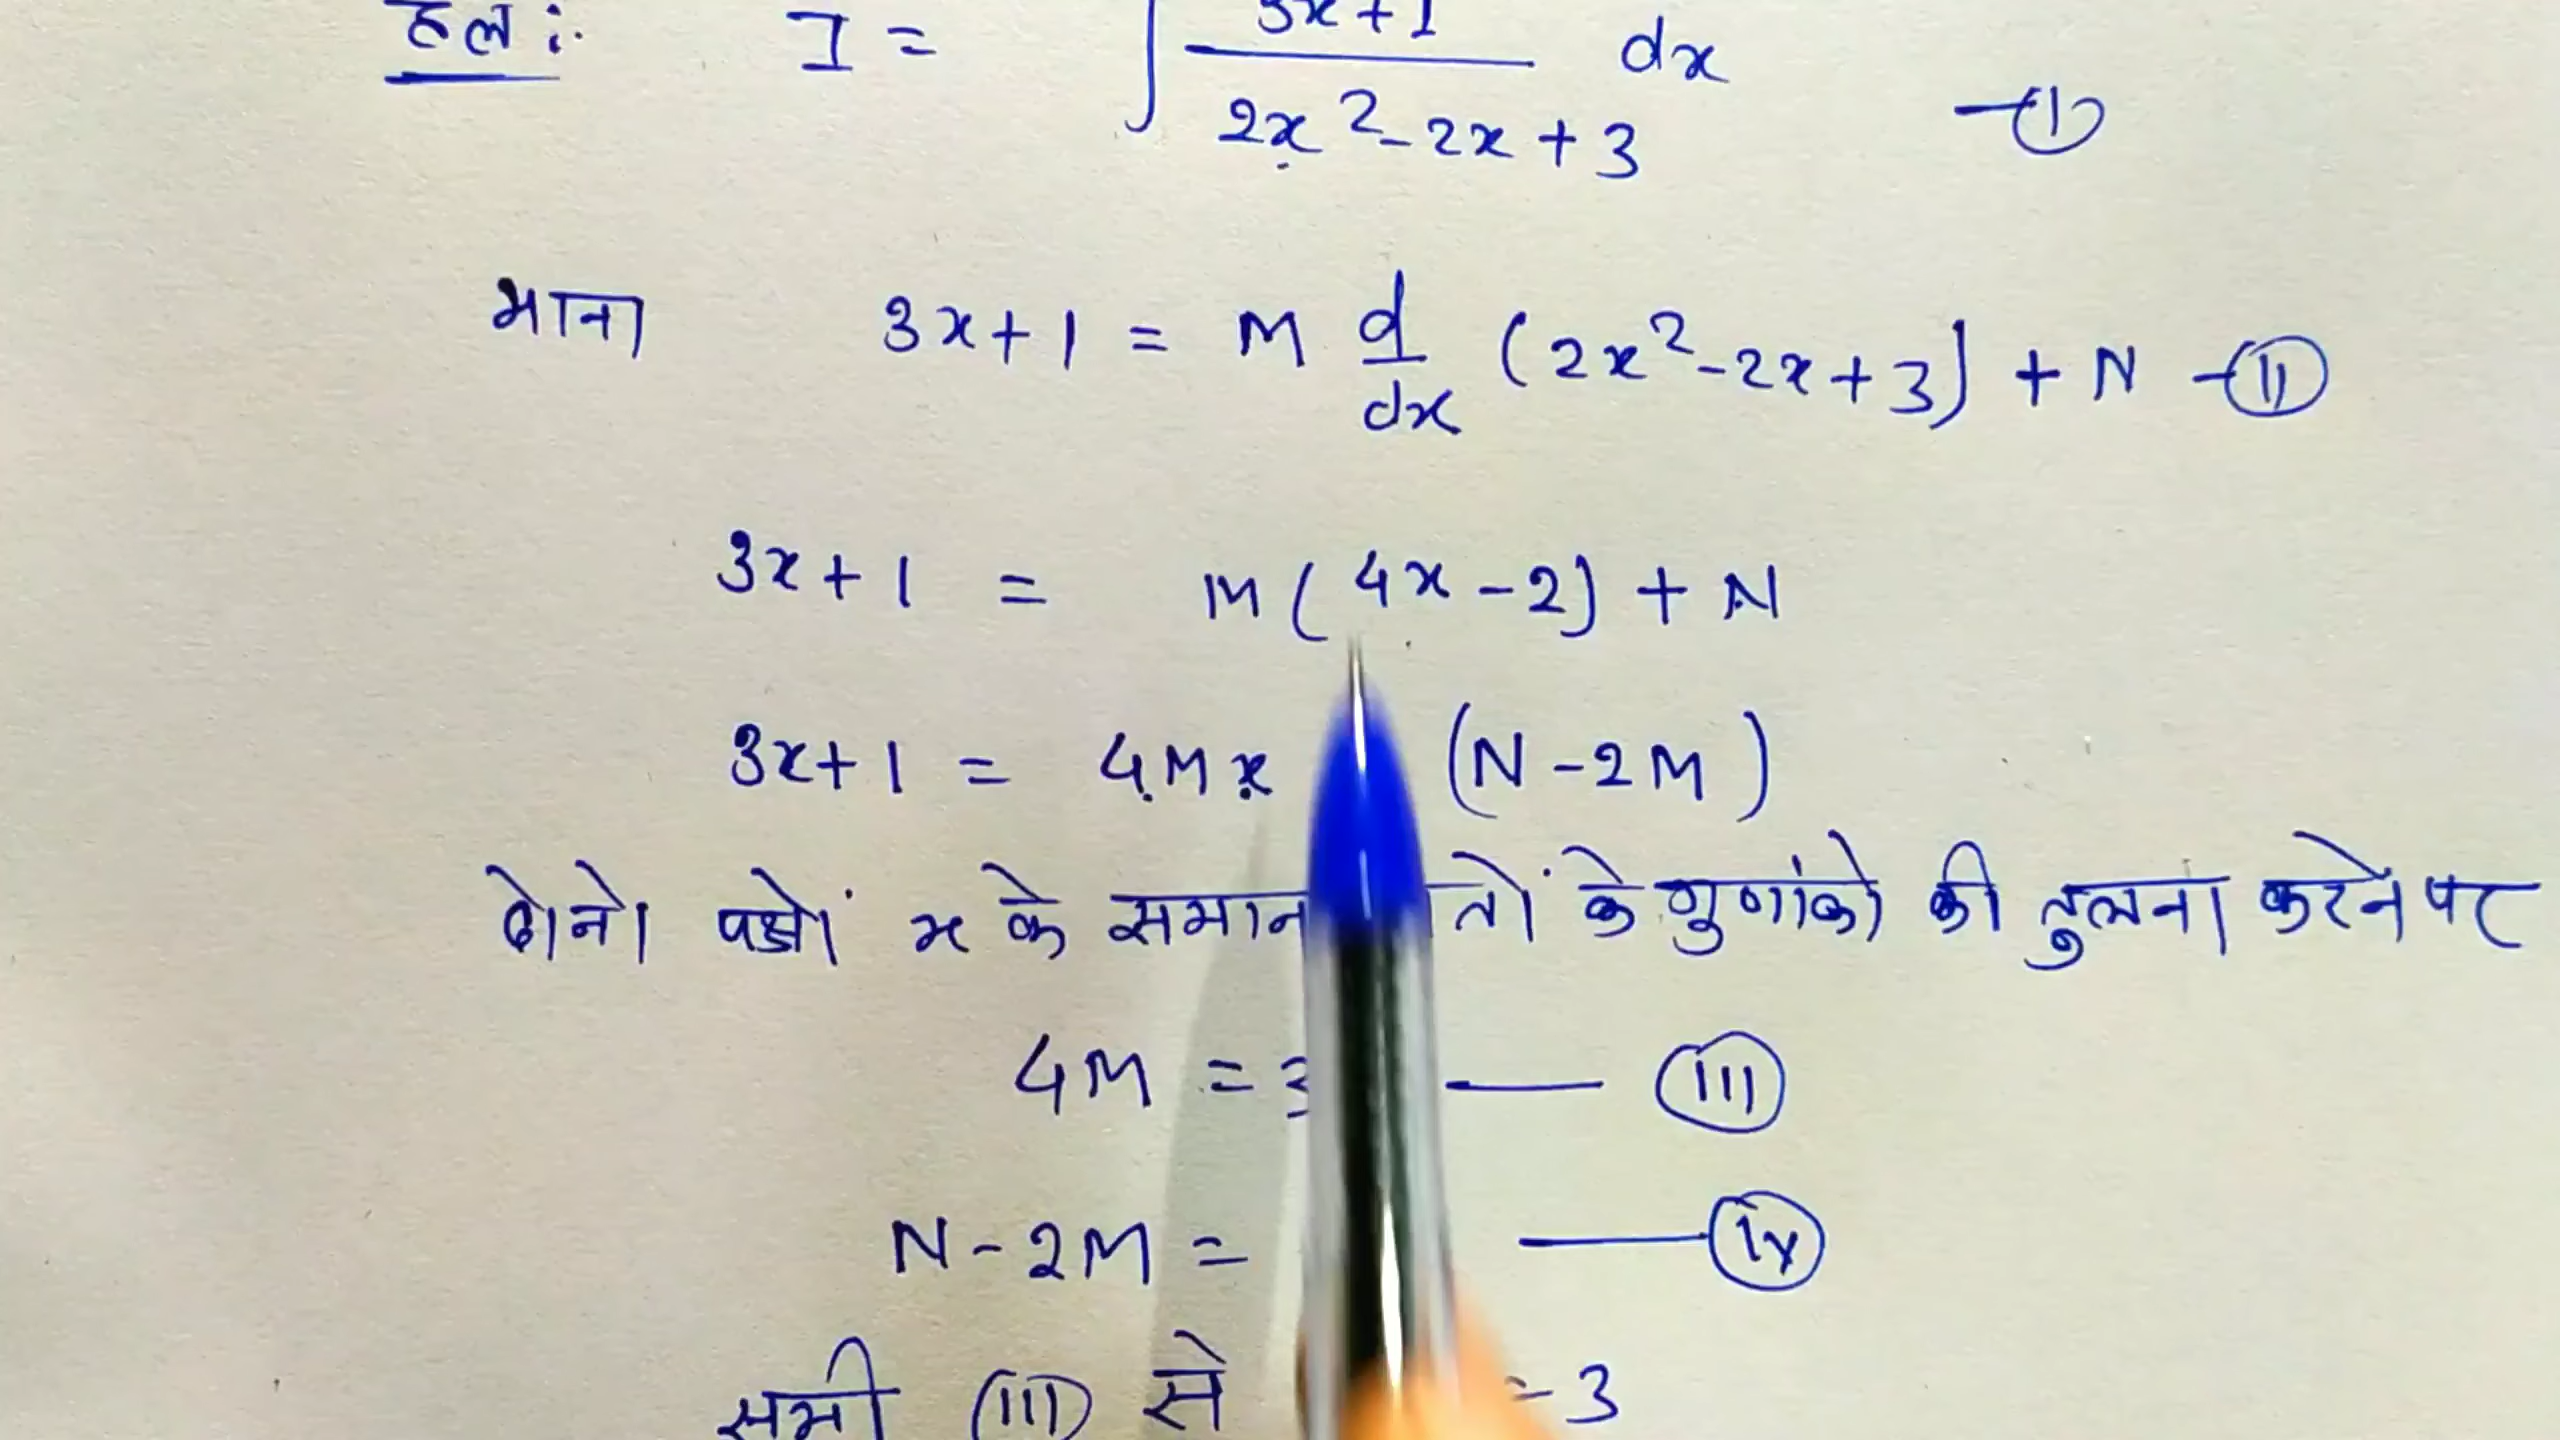 हल :- I = ∫ (3x+1)/(2x²-2x+3) dx —(I)
माना 3x+1 = M d/dx (2x²-2x+3) + N —(II)
3x+1 = M(4x-2) + N
3x+1 = 4Mx (N-2M)
दोनो पक्षों x के समान के गुणांको की तुलना करने पर
4M = 3 — (III)
N-2M = — (IV)
समी (III) से = 3